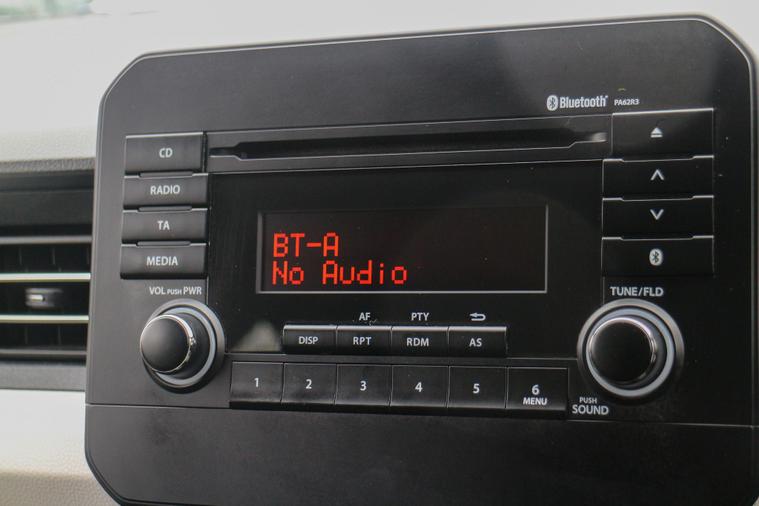 Bluetooth PA62R3
CD
RADIO
TA
MEDIA
BT-A
No Audio
VOL PUSH PWR
TUNE/FLD
AF PTY
DISP RPT RDM AS
1 2 3 4 5 6
MENU
PUSH
SOUND